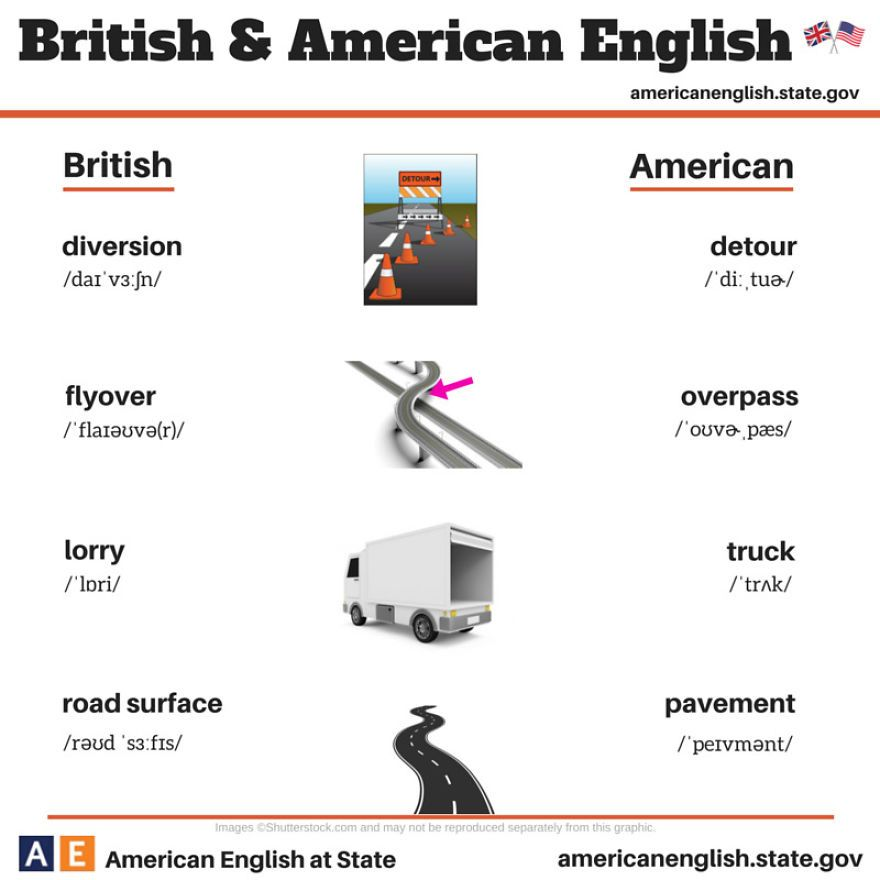 British & American English
americanenglish.state.gov
British
American
DETOUR
diversion
detour
/daɪˈvɜːʃn/
/ˈdiːˌtuɚ/
flyover
overpass
/ˈflaɪəʊvə(r)/
/ˈoʊvɚˌpæs/
lorry
truck
/ˈlɒri/
/ˈtrʌk/
road surface
pavement
/rəʊd ˈsɜːfɪs/
/ˈpeɪvmənt/
Images ©Shutterstock.com and may not be reproduced separately from this graphic.
A E American English at State
americanenglish.state.gov